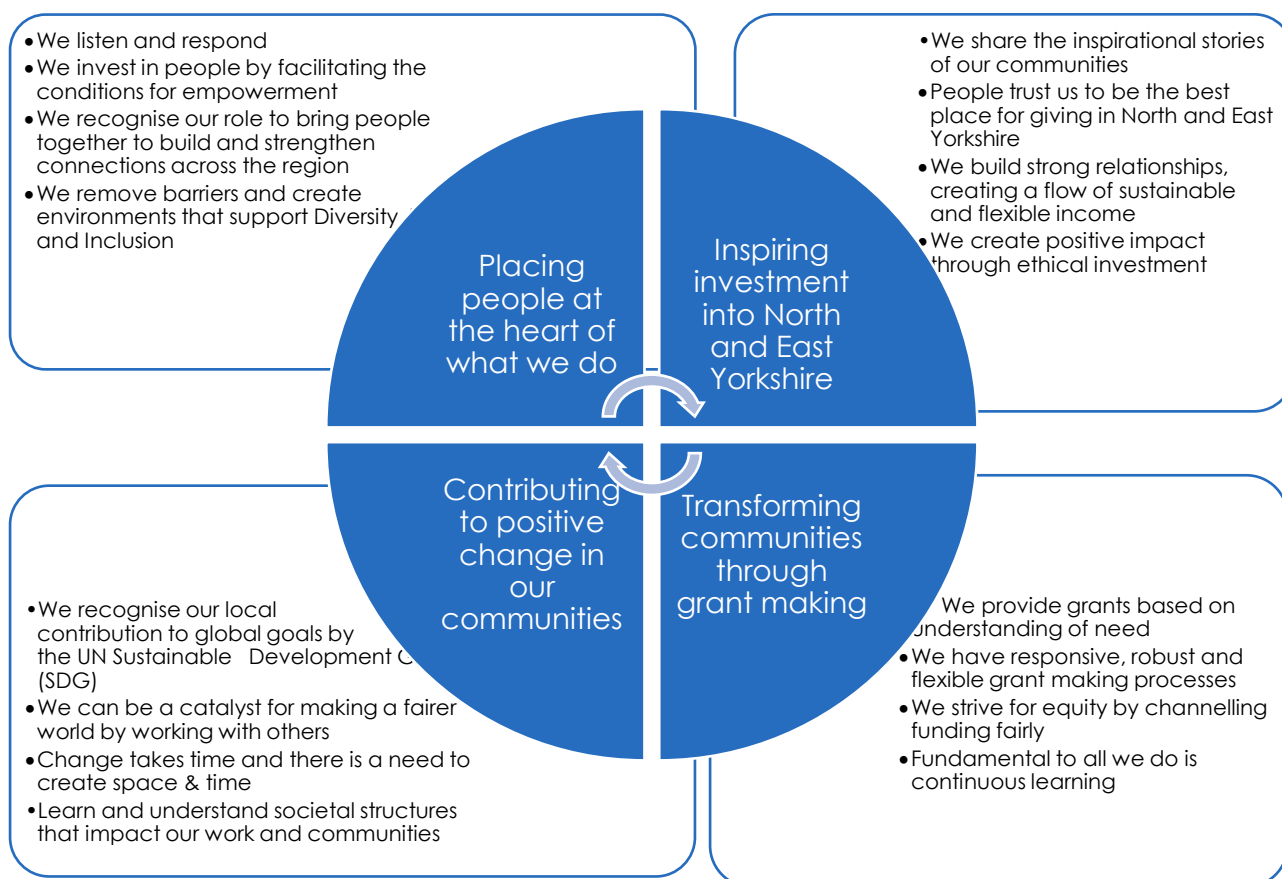 •We listen and respond
•We invest in people by facilitating the
conditions for empowerment
•We recognise our role to bring people
together to build and strengthen
connections across the region
•We remove barriers and create
environments that support Diversity
and Inclusion
•We share the inspirational stories
of our communities
•People trust us to be the best
place for giving in North and East
Yorkshire
•We build strong relationships,
creating a flow of sustainable
and flexible income
•We create positive impact
through ethical investment
Placing
people at
the heart of
what we do
Inspiring
investment
into North
and East
Yorkshire
Contributing
to positive
change in
our
communities
Transforming
communities
through
grant making
•We recognise our local
contribution to global goals by
the UN Sustainable Development
(SDG)
•We can be a catalyst for making a fairer
world by working with others
•Change takes time and there is a need to
create space & time
•Learn and understand societal structures
that impact our work and communities
We provide grants based on
understanding of need
•We have responsive, robust and
flexible grant making processes
•We strive for equity by channelling
funding fairly
•Fundamental to all we do is
continuous learning